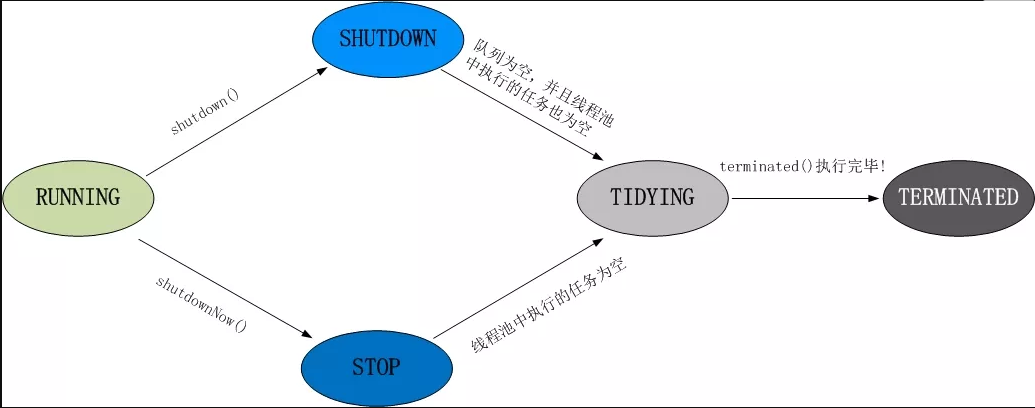 SHUTDOWN
队列为空，并且线程池
中执行的任务也为空
shutdown()
RUNNING
TIDYING
terminated()执行完毕!
TERMINATED
shutdownNow()
线程池中执行的任务为空
STOP